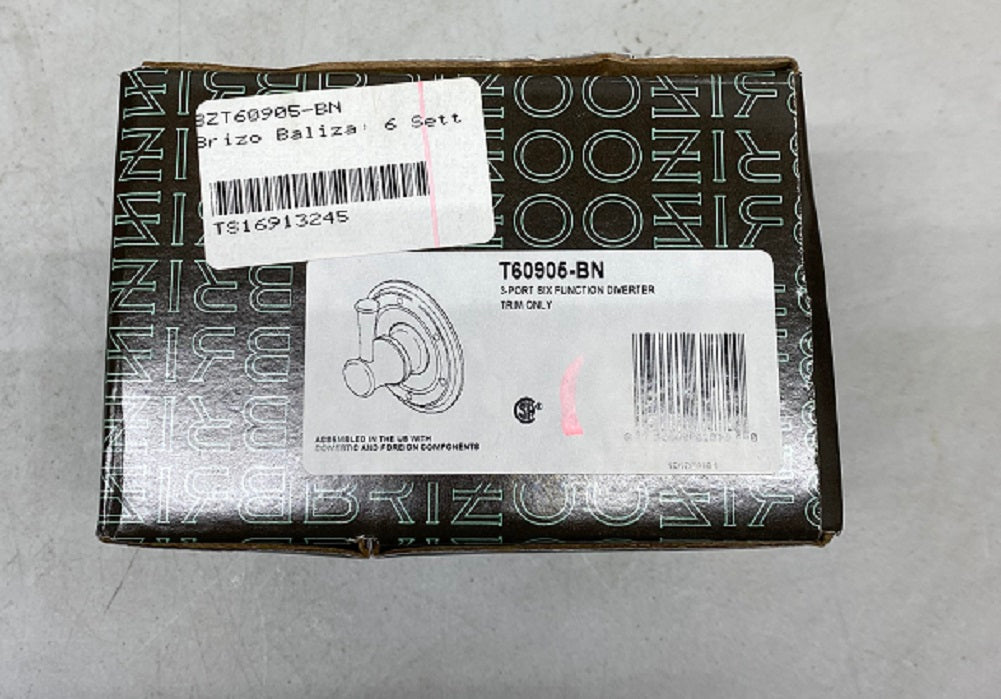 BZT60905-BN
Brizo Baliza: 6 Sett
TS16913245
T60905-BN
3-PORT SIX FUNCTION DIVERTER
TRIM ONLY
ASSEMBLED IN THE US WITH
DOMESTIC AND FOREIGN COMPONENTS
BRIZO